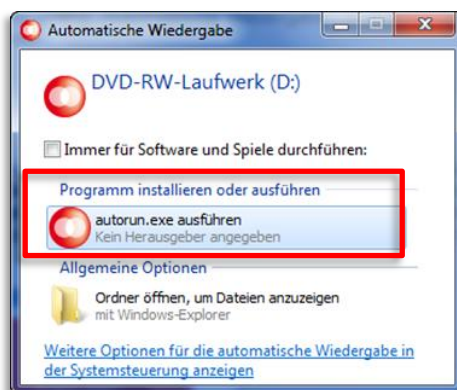 Automatische Wiedergabe
DVD-RW-Laufwerk (D:)
Immer für Software und Spiele durchführen:
Programm installieren oder ausführen
autorun.exe ausführen
Kein Herausgeber angegeben
Allgemeine Optionen
Ordner öffnen, um Dateien anzuzeigen
mit Windows-Explorer
Weitere Optionen für die automatische Wiedergabe in
der Systemsteuerung anzeigen